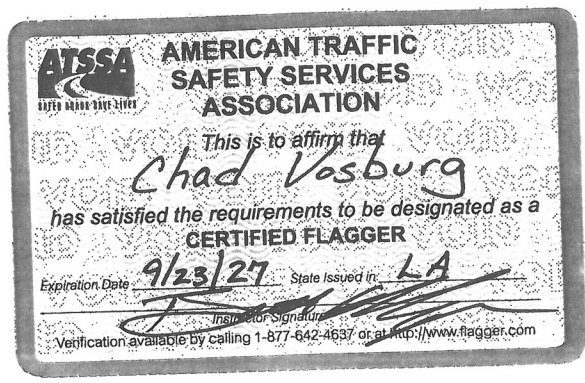 ATSSA
SAFER ROADS SAVE LIVES
AMERICAN TRAFFIC
SAFETY SERVICES
ASSOCIATION
This is to affirm that
Chad Vosburg
has satisfied the requirements to be designated as a
CERTIFIED FLAGGER
Expiration Date 9/23/27 State Issued in: LA
Instructor Signature
Verification available by calling 1-877-642-4637 or at http://www.flagger.com